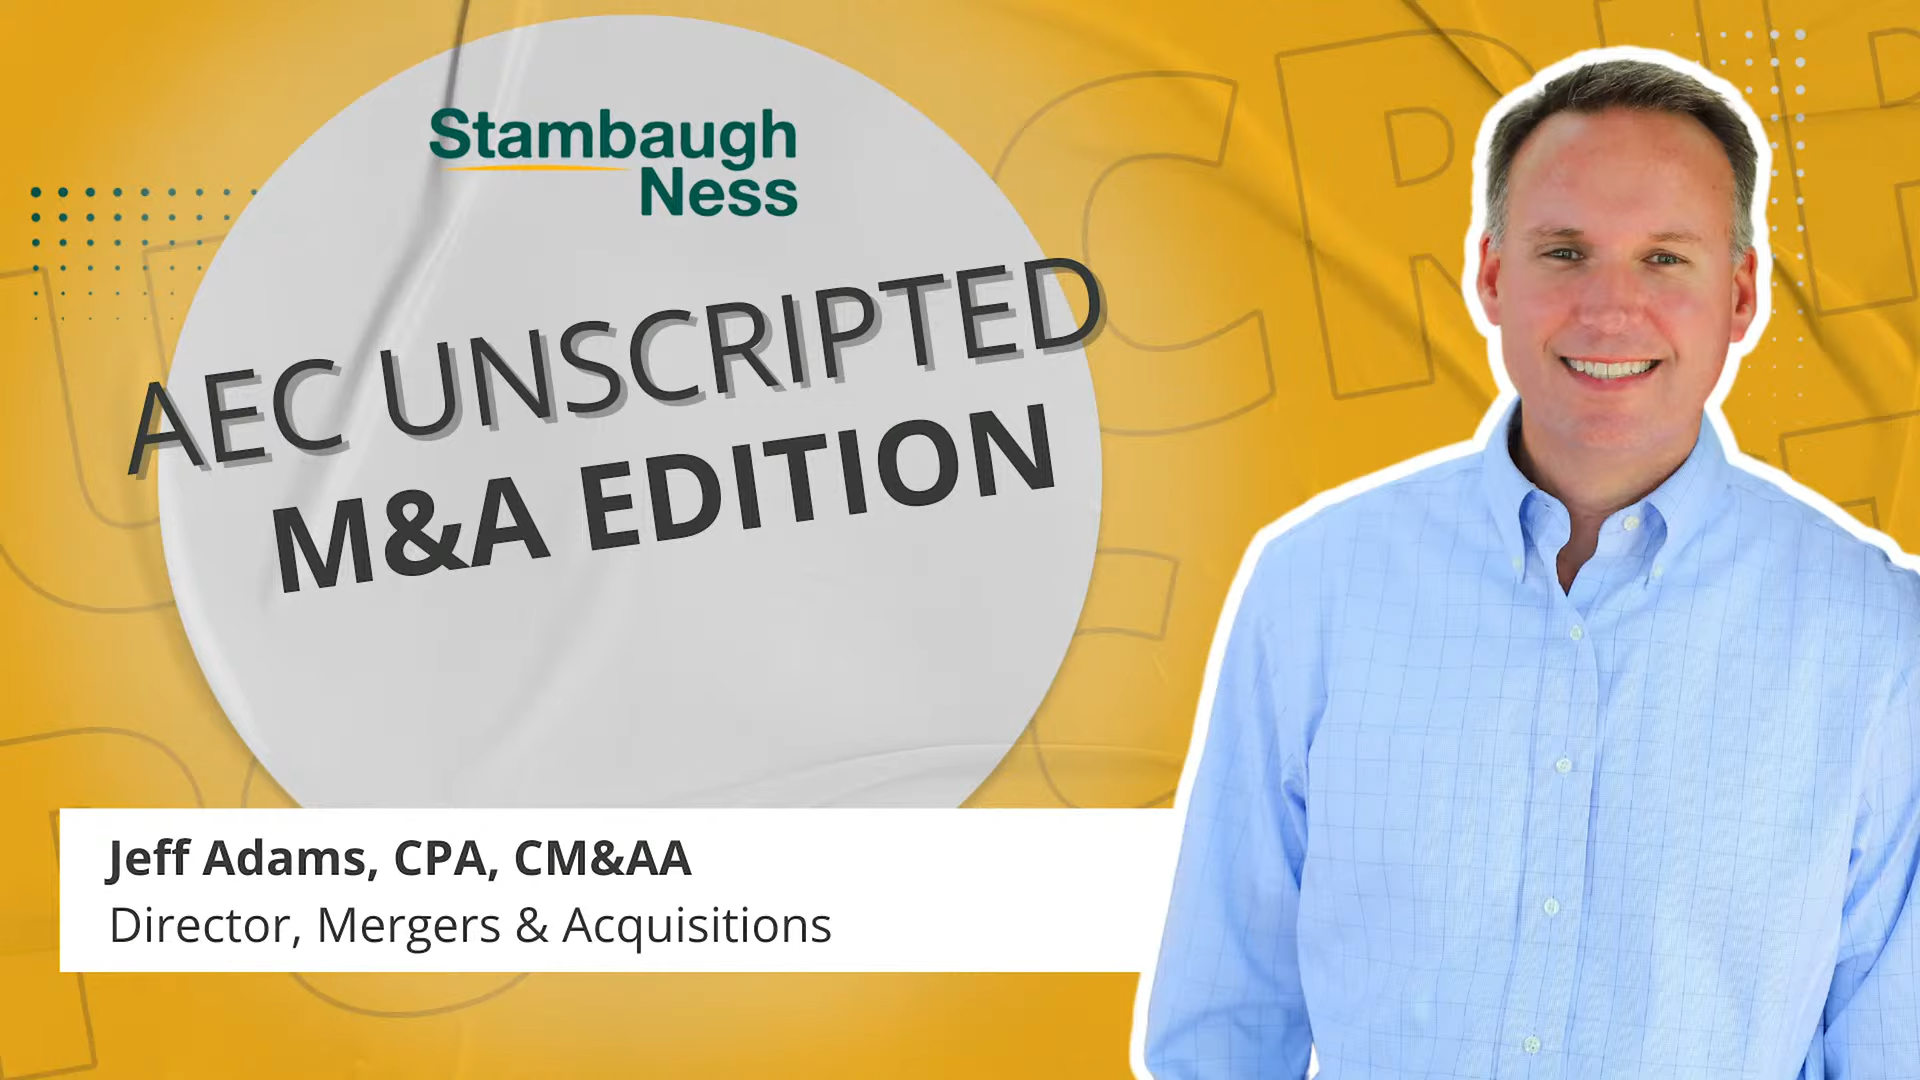 Stambaugh
Ness
AEC UNSCRIPTED
M&A EDITION
Jeff Adams, CPA, CM&AA
Director, Mergers & Acquisitions